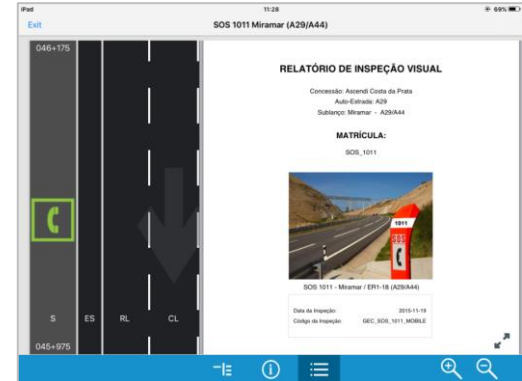 iPad
11:28
69%
Exit
SOS 1011 Miramar (A29/A44)
046+175
S
ES
RL
CL
045+975
RELATÓRIO DE INSPEÇÃO VISUAL
Concessão: Ascendi Costa da Prata
Auto-Estrada: A29
Sublanço: Miramar - A29/A44
MATRÍCULA:
SOS_1011
1011
SOS
SOS 1011 - Miramar / ER1-18 (A29/A44)
Data da Inspeção: 2015-11-19
Código da Inspeção: GEC_SOS_1011_MOBILE